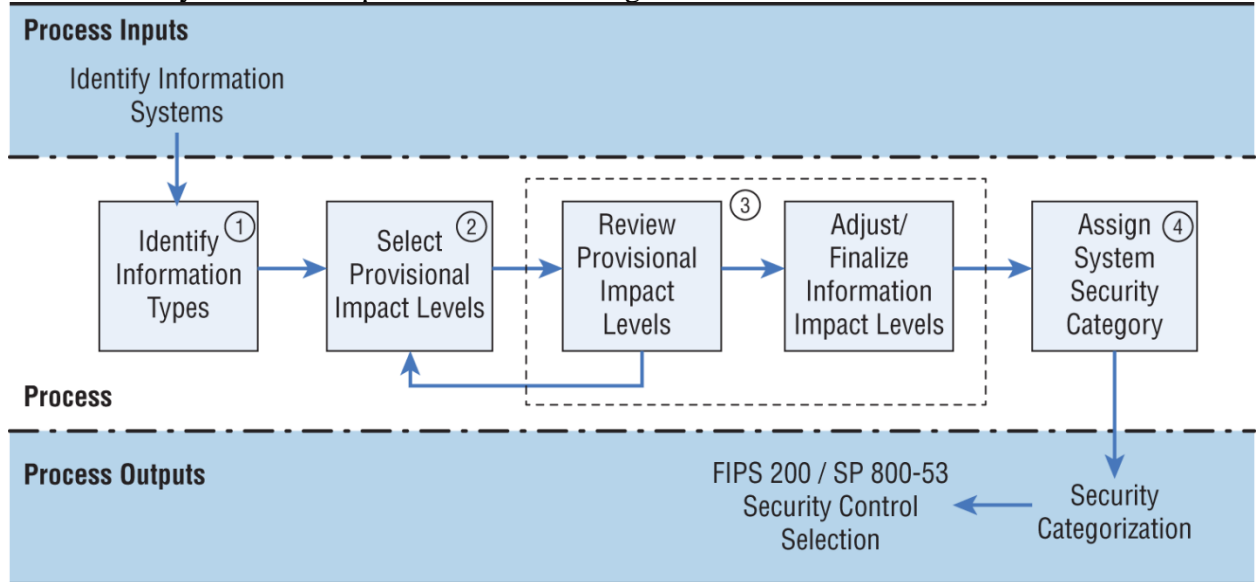 Process Inputs
Identify Information
Systems
Identify
Information
Types
1
Select
Provisional
Impact Levels
2
Review
Provisional
Impact
Levels
3
Adjust/
Finalize
Information
Impact Levels
Assign
System
Security
Category
4
Process
Process Outputs
FIPS 200 / SP 800-53
Security Control
Selection
Security
Categorization